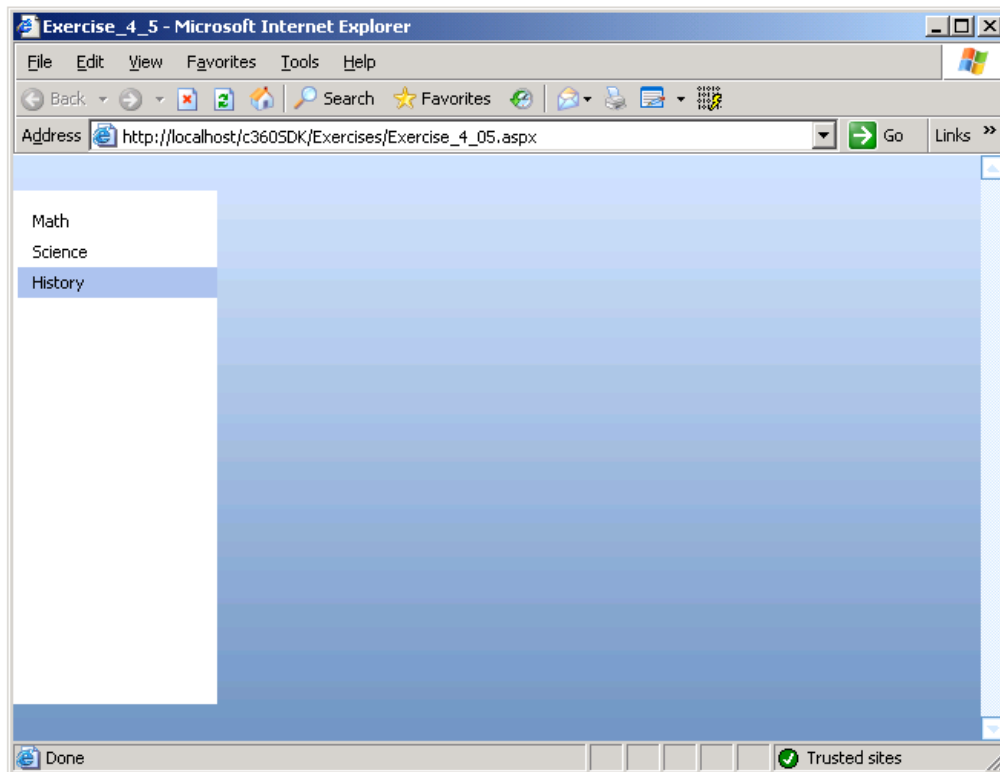 Exercise_4_5 - Microsoft Internet Explorer
File Edit View Favorites Tools Help
Back Search Favorites
Address http://localhost/c360SDK/Exercises/Exercise_4_05.aspx Go Links »
Math
Science
History
Done Trusted sites